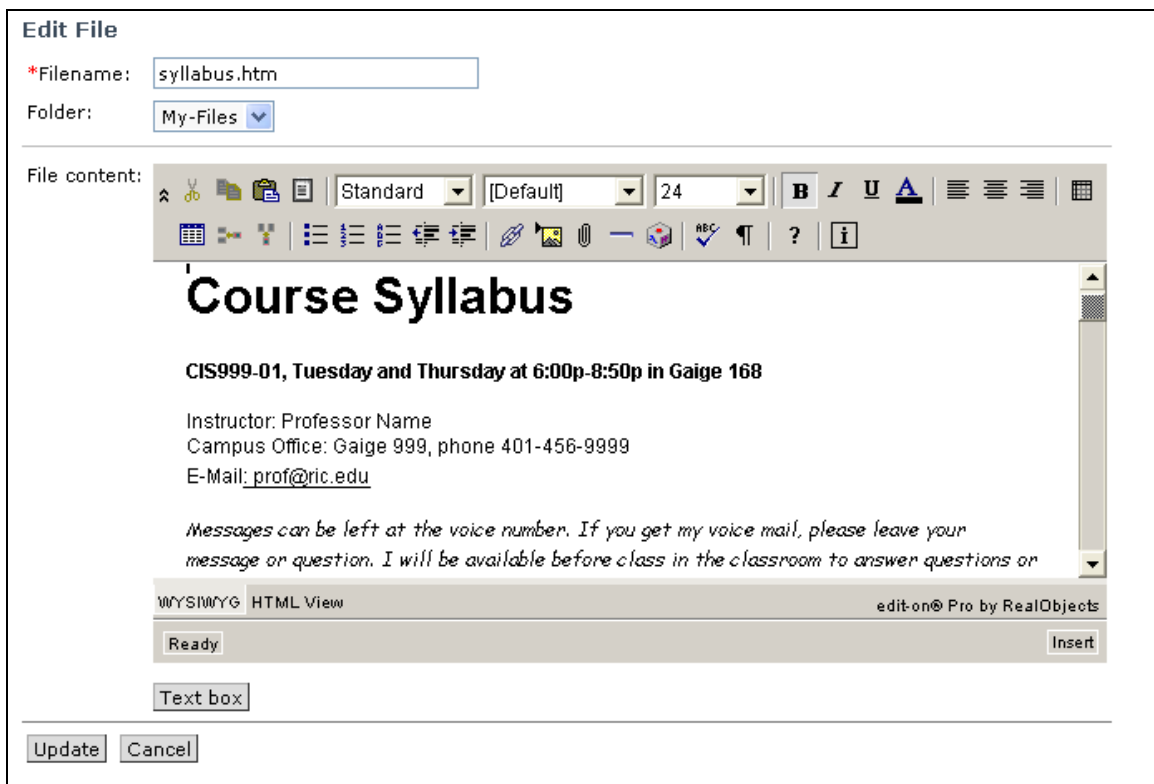 Edit File
*Filename: syllabus.htm
Folder: My-Files
File content:
Standard [Default] 24 B I U A
ABC ¶ ? i
Course Syllabus
CIS999-01, Tuesday and Thursday at 6:00p-8:50p in Gaige 168
Instructor: Professor Name
Campus Office: Gaige 999, phone 401-456-9999
E-Mail: prof@ric.edu
Messages can be left at the voice number. If you get my voice mail, please leave your
message or question. I will be available before class in the classroom to answer questions or
WYSIWYG HTML View edit-on® Pro by RealObjects
Ready Insert
Text box
Update Cancel